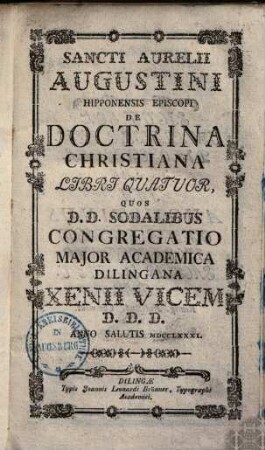 SANCTI AURELII
AUGUSTINI
HIPPONENSIS EPISCOPI
DE
DOCTRINA
CHRISTIANA
LIBRI QUATUOR,
QUOS
D.D. SODALIBUS
CONGREGATIO
MAJOR ACADEMICA
DILINGANA
XENII VICEM
D. D. D.
ANNO SALUTIS MDCCLXXXI.
IN
AUGSBURG
DILINGÆ
Typis Joannis Leonardi Brönner, Typographi
Academici.